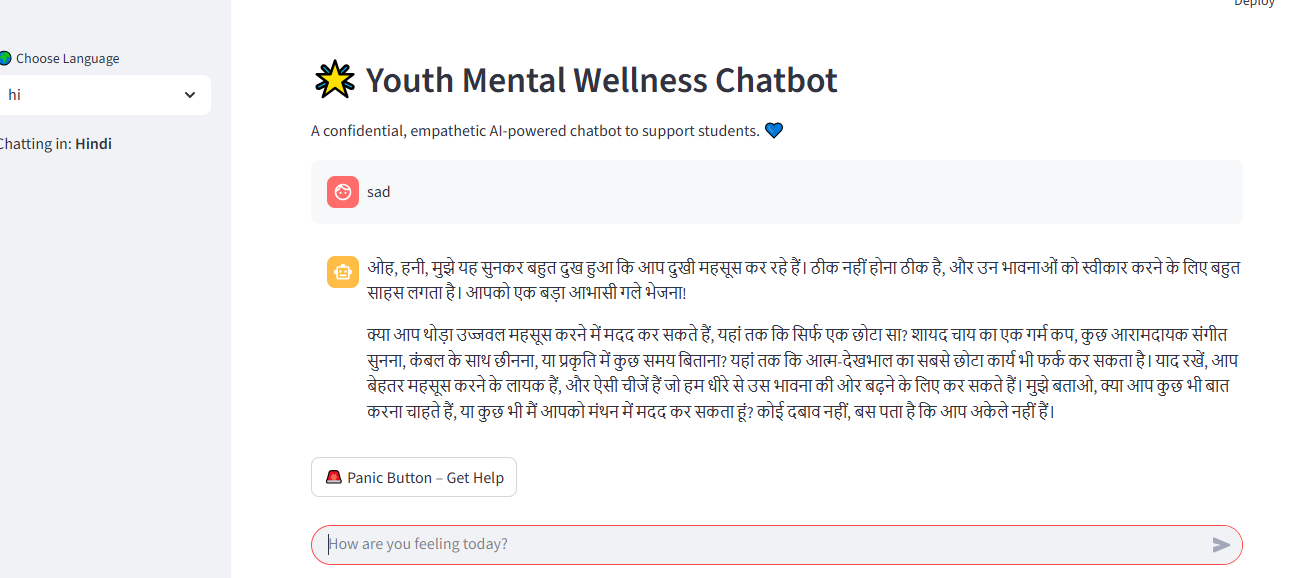 Deploy
Choose Language
hi
Chatting in: Hindi
Youth Mental Wellness Chatbot
A confidential, empathetic AI-powered chatbot to support students.
sad
ओह, हनी, मुझे यह सुनकर बहुत दुख हुआ कि आप दुखी महसूस कर रहे हैं। ठीक नहीं होना ठीक है, और उन भावनाओं को स्वीकार करने के लिए बहुत
साहस लगता है। आपको एक बड़ा आभासी गले भेजना!
क्या आप थोड़ा उज्जवल महसूस करने में मदद कर सकते हैं, यहां तक कि सिर्फ एक छोटा सा? शायद चाय का एक गर्म कप, कुछ आरामदायक संगीत
सुनना, कंबल के साथ छीनना, या प्रकृति में कुछ समय बिताना? यहां तक कि आत्म-देखभाल का सबसे छोटा कार्य भी फर्क कर सकता है। याद रखें, आप
बेहतर महसूस करने के लायक हैं, और ऐसी चीजें हैं जो हम धीरे से उस भावना की ओर बढ़ने के लिए कर सकते हैं। मुझे बताओ, क्या आप कुछ भी बात
करना चाहते हैं, या कुछ भी मैं आपको मंथन में मदद कर सकता हूं? कोई दबाव नहीं, बस पता है कि आप अकेले नहीं हैं।
Panic Button – Get Help
How are you feeling today?